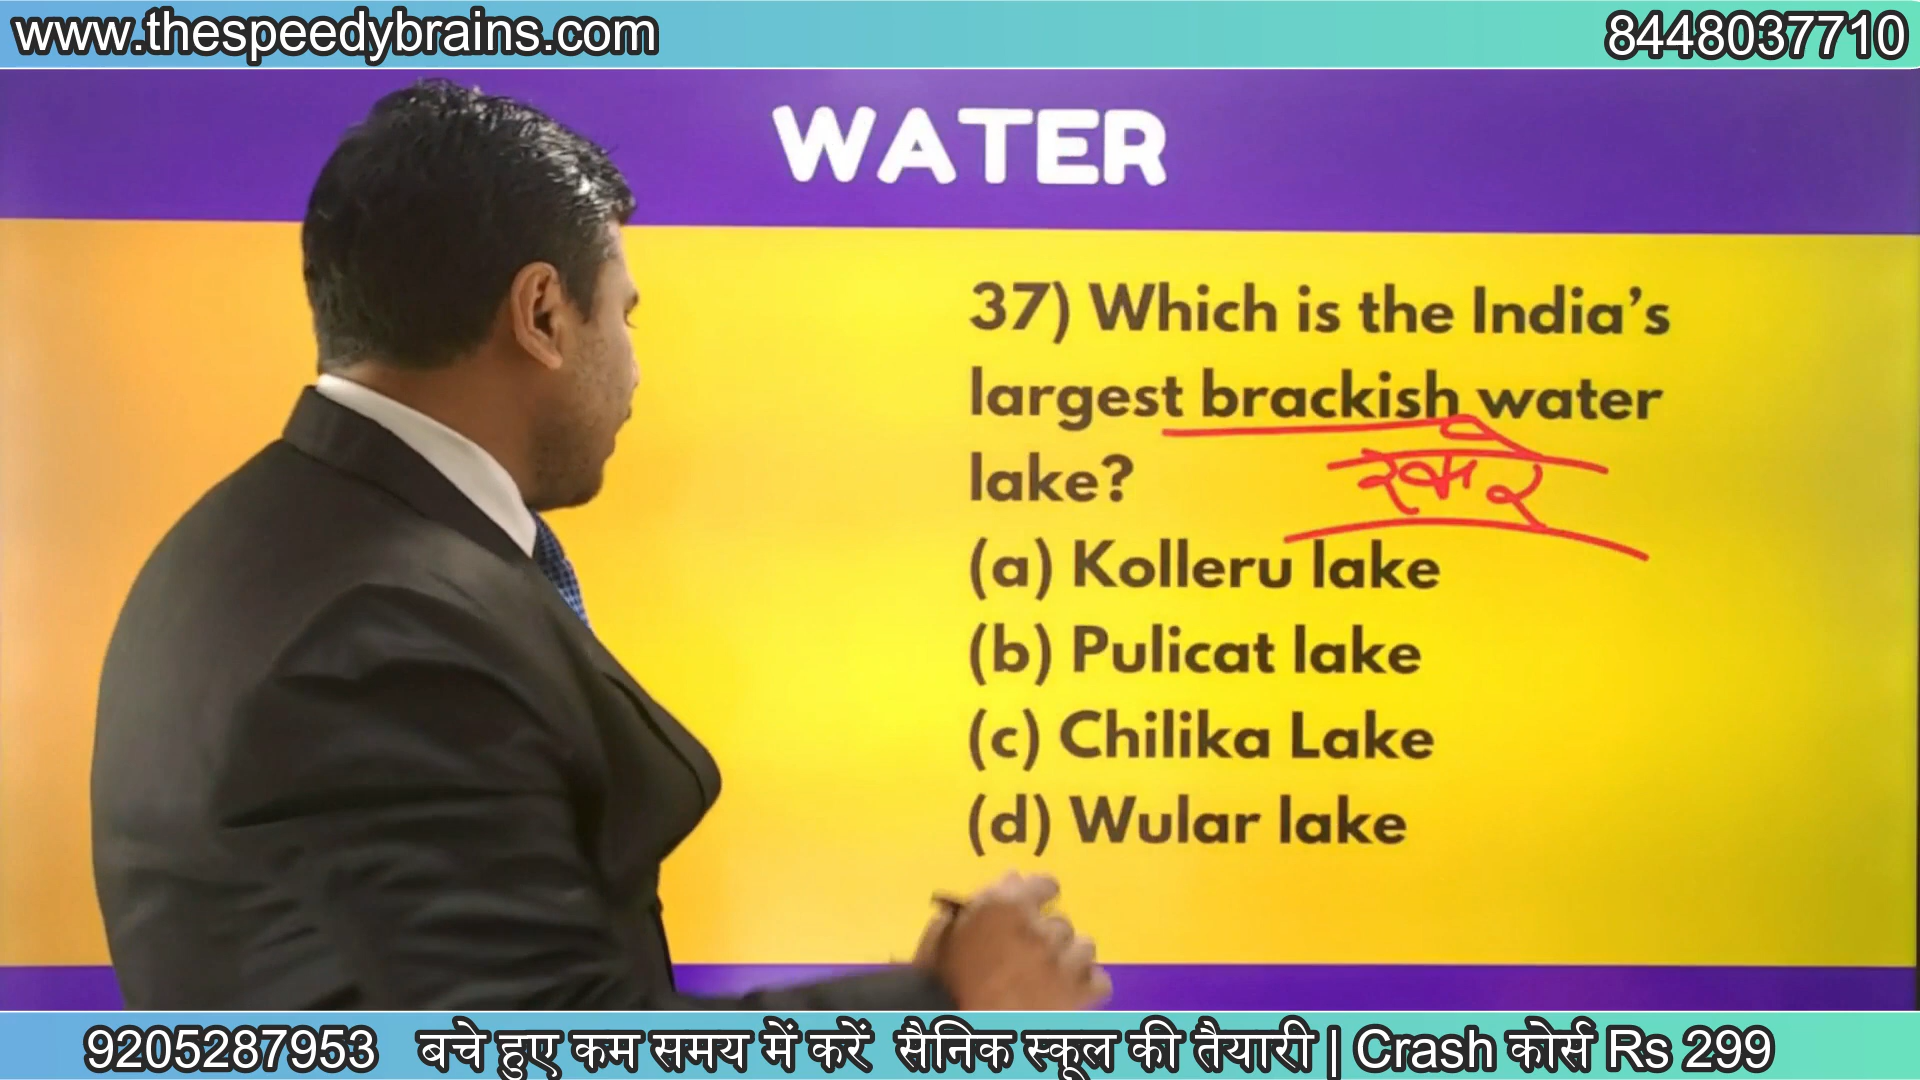 www.thespeedybrains.com 8448037710
WATER
37) Which is the India's
largest brackish water
lake?
(a) Kolleru lake
(b) Pulicat lake
(c) Chilika Lake
(d) Wular lake
9205287953 बचे हुए कम समय में करें सैनिक स्कूल की तैयारी | Crash कोर्स Rs 299